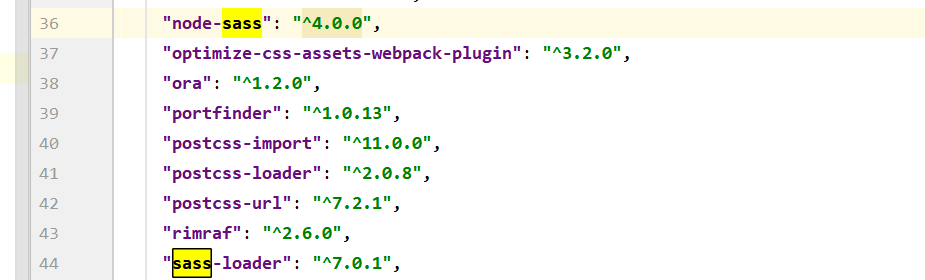 36 "node-sass": "^4.0.0",
37 "optimize-css-assets-webpack-plugin": "^3.2.0",
38 "ora": "^1.2.0",
39 "portfinder": "^1.0.13",
40 "postcss-import": "^11.0.0",
41 "postcss-loader": "^2.0.8",
42 "postcss-url": "^7.2.1",
43 "rimraf": "^2.6.0",
44 "sass-loader": "^7.0.1",